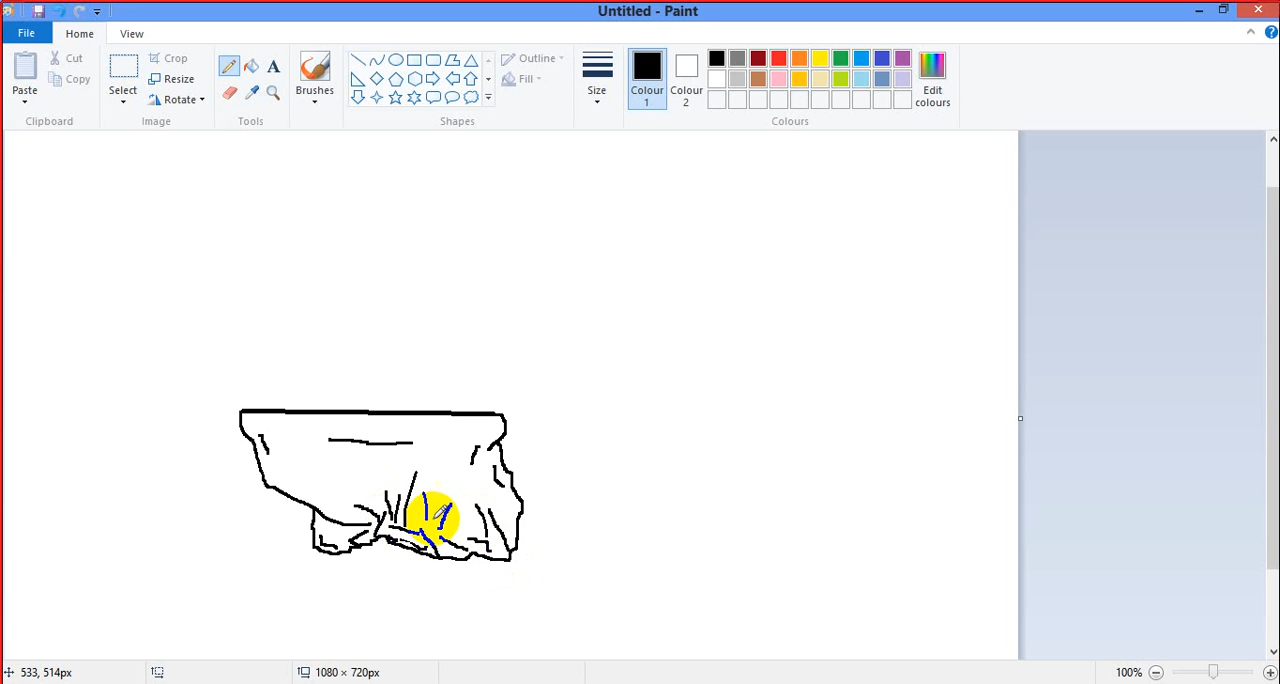 Untitled - Paint
File Home View
Paste
Cut
Copy
Clipboard
Select
Crop
Resize
Rotate
Image
A
Tools
Brushes
Outline
Fill
Shapes
Size
Colour 1
Colour 2
Edit colours
Colours
533, 514px
1080 × 720px
100%